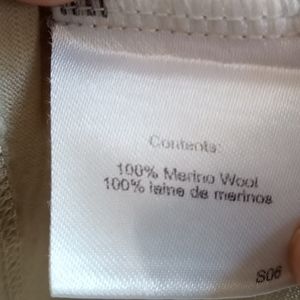 Contents:
100% Merino Wool
100% laine de merinos
S06